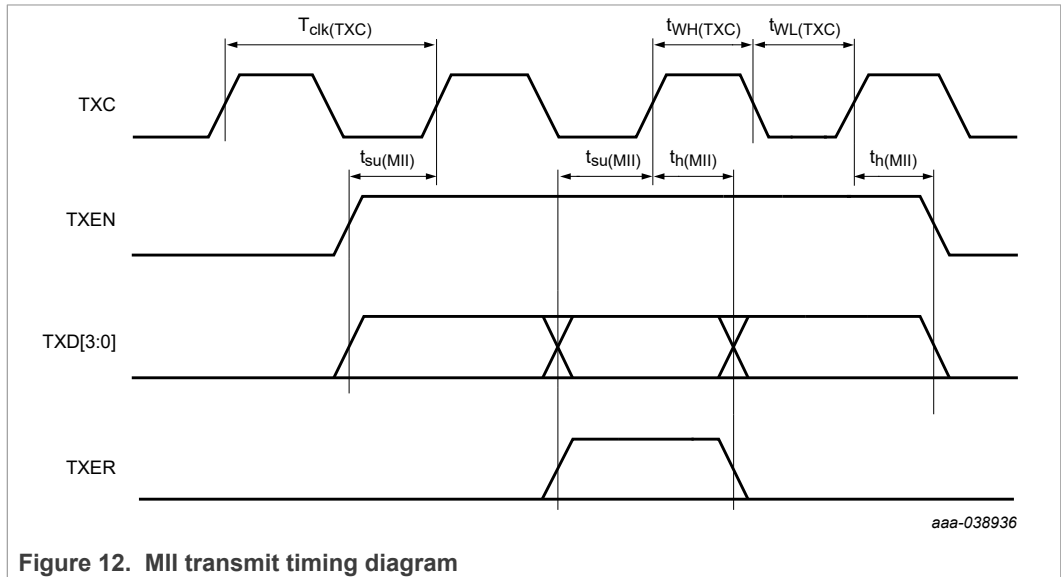 Tclk(TXC) tWH(TXC) tWL(TXC)
TXC
tsu(MII) tsu(MII) th(MII) th(MII)
TXEN
TXD[3:0]
TXER
aaa-038936
Figure 12. MII transmit timing diagram